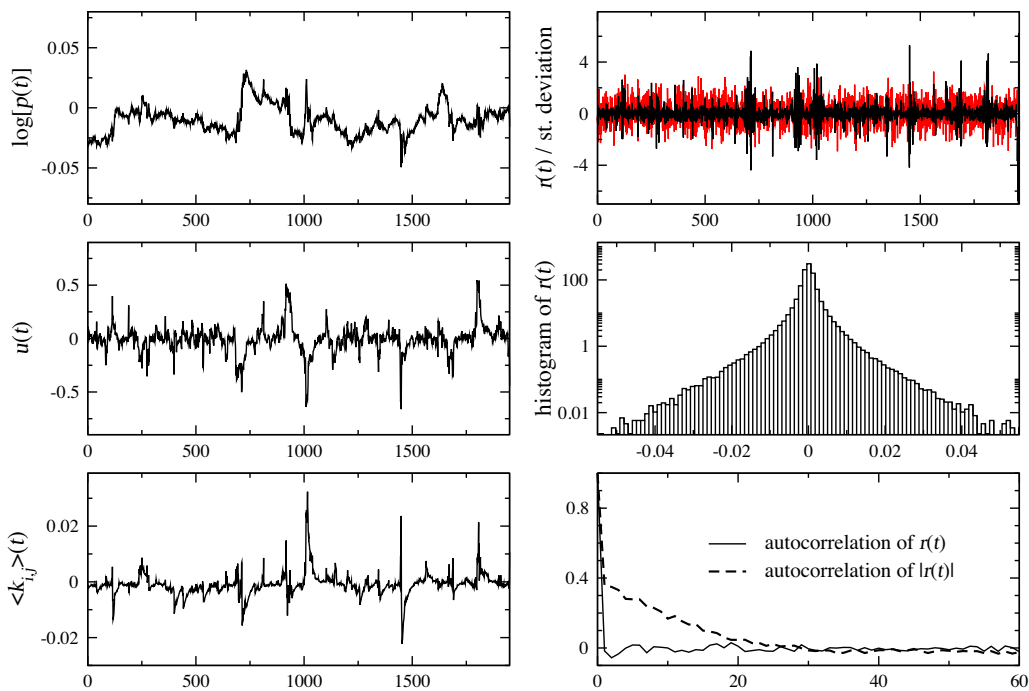 log[p(t)]
0.05
0
-0.05
0 500 1000 1500
r(t) / st. deviation
4
0
-4
0 500 1000 1500
u(t)
0.5
0
-0.5
0 500 1000 1500
histogram of r(t)
100
1
0.01
-0.04 -0.02 0 0.02 0.04
<k_{i,j}>(t)
0.02
0
-0.02
0 500 1000 1500
0.8
0.4
0
autocorrelation of r(t)
autocorrelation of |r(t)|
0 20 40 60